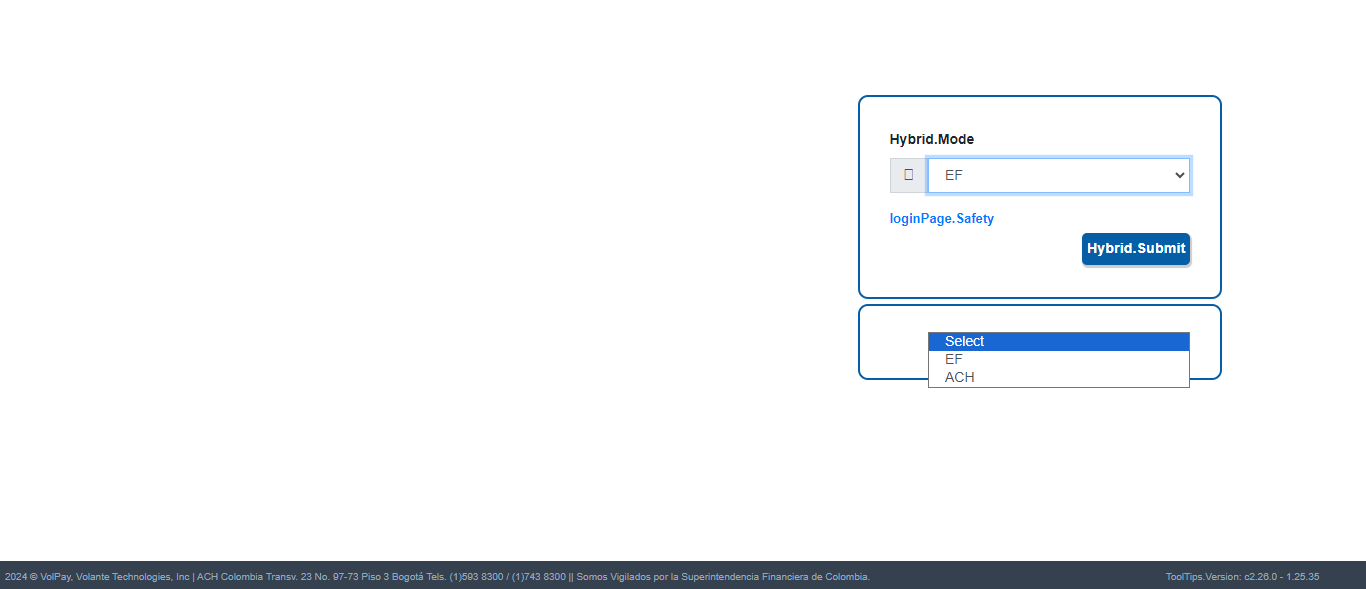 Hybrid.Mode
EF
loginPage.Safety
Hybrid.Submit
Select
EF
ACH
2024 © VolPay, Volante Technologies, Inc | ACH Colombia Transv. 23 No. 97-73 Piso 3 Bogotá Tels. (1)593 8300 / (1)743 8300 || Somos Vigilados por la Superintendencia Financiera de Colombia.
ToolTips.Version: c2.26.0 - 1.25.35